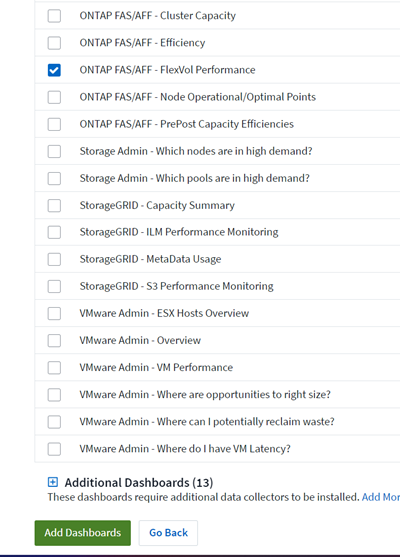 ONTAP FAS/AFF - Cluster Capacity
ONTAP FAS/AFF - Efficiency
ONTAP FAS/AFF - FlexVol Performance
ONTAP FAS/AFF - Node Operational/Optimal Points
ONTAP FAS/AFF - PrePost Capacity Efficiencies
Storage Admin - Which nodes are in high demand?
Storage Admin - Which pools are in high demand?
StorageGRID - Capacity Summary
StorageGRID - ILM Performance Monitoring
StorageGRID - MetaData Usage
StorageGRID - S3 Performance Monitoring
VMware Admin - ESX Hosts Overview
VMware Admin - Overview
VMware Admin - VM Performance
VMware Admin - Where are opportunities to right size?
VMware Admin - Where can I potentially reclaim waste?
VMware Admin - Where do I have VM Latency?
Additional Dashboards (13)
These dashboards require additional data collectors to be installed. Add Mor
Add Dashboards
Go Back